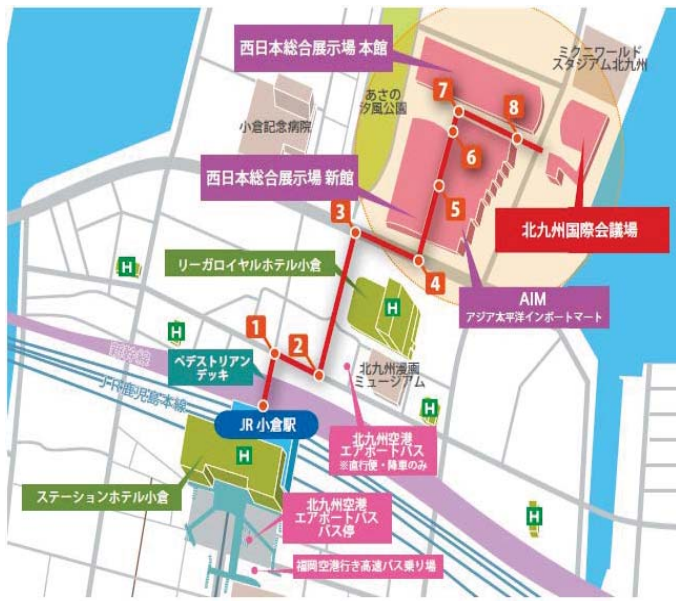 西日本総合展示場 本館
ミクニワールド
スタジアム北九州
あさの
汐風公園
小倉記念病院
7
8
6
西日本総合展示場 新館
5
3
北九州国際会議場
4
H
リーガロイヤルホテル小倉
H
AIM
アジア太平洋インポートマート
H
1
2
新幹線
ペデストリアン
デッキ
北九州漫画
ミュージアム
JR鹿児島本線
H
JR 小倉駅
北九州空港
エアポートバス
※直行便・降車のみ
H
ステーションホテル小倉
北九州空港
エアポートバス
バス停
H
福岡空港行き高速バス乗り場